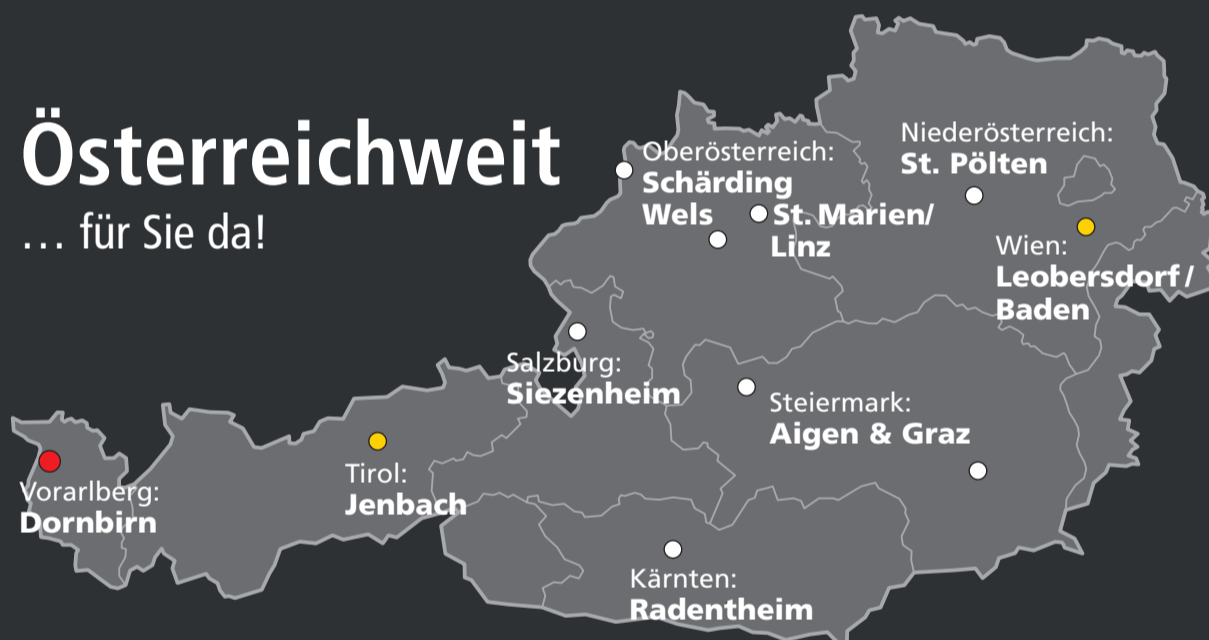 Österreichweit
… für Sie da!
Oberösterreich:
Schärding
Wels
St. Marien/
Linz
Niederösterreich:
St. Pölten
Wien:
Leobersdorf/
Baden
Salzburg:
Siezenheim
Steiermark:
Aigen & Graz
Tirol:
Jenbach
Vorarlberg:
Dornbirn
Kärnten:
Radentheim